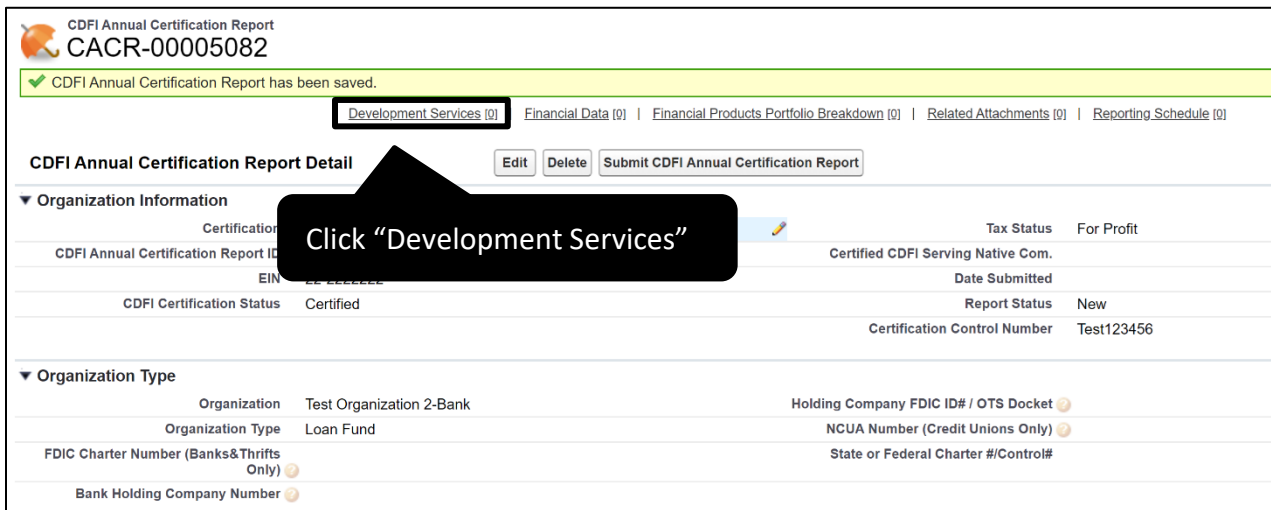 CDFI Annual Certification Report
CACR-00005082
CDFI Annual Certification Report has been saved.
Development Services [0] | Financial Data [0] | Financial Products Portfolio Breakdown [0] | Related Attachments [0] | Reporting Schedule [0]
CDFI Annual Certification Report Detail Edit Delete Submit CDFI Annual Certification Report
Organization Information
Click “Development Services”
Certification Tax Status For Profit
CDFI Annual Certification Report ID Certified CDFI Serving Native Com.
EIN Date Submitted
CDFI Certification Status Certified Report Status New
Certification Control Number Test123456
Organization Type
Organization Test Organization 2-Bank Holding Company FDIC ID# / OTS Docket
Organization Type Loan Fund NCUA Number (Credit Unions Only)
FDIC Charter Number (Banks&Thrifts State or Federal Charter #/Control#
Only)
Bank Holding Company Number